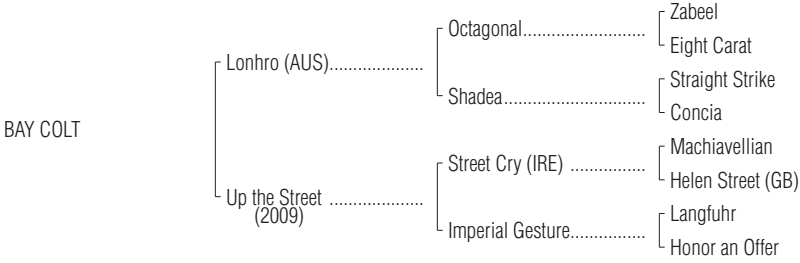 Zabeel
Octagonal..........................
Eight Carat
Lonhro (AUS)....................
Straight Strike
Shadea..............................
Concia
BAY COLT
Machiavellian
Street Cry (IRE) ................
Helen Street (GB)
Up the Street ....................
(2009)
Langfuhr
Imperial Gesture................
Honor an Offer